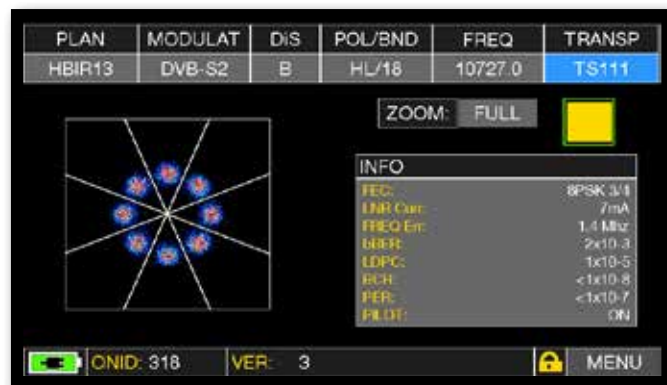 PLAN MODULAT DiS POL/BND FREQ TRANSP
HBIR13 DVB-S2 B HL/18 10727.0 TS111
ZOOM: FULL
INFO
FEC: 8PSK 3/4
LNB Curr: 7mA
FREQ Err: 1.4 Mhz
bBER: 2x10-3
LDPC: 1x10-5
BCH: <1x10-8
PER: <1x10-7
PILOT: ON
ONID: 318 VER: 3 MENU